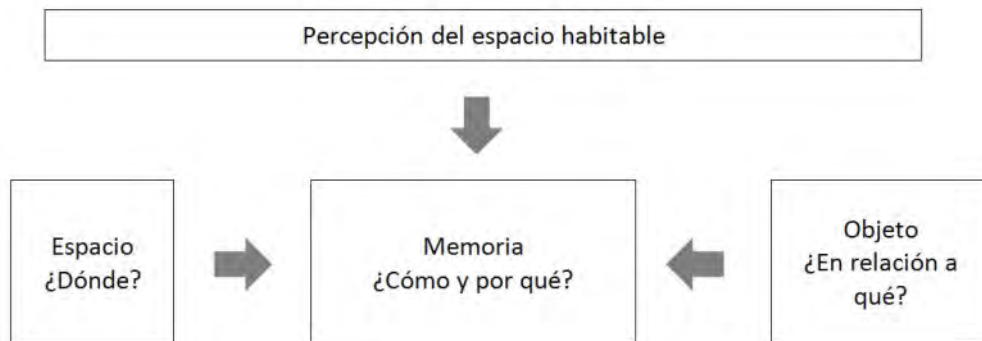 Percepción del espacio habitable
Espacio
¿Dónde?
Memoria
¿Cómo y por qué?
Objeto
¿En relación a
qué?